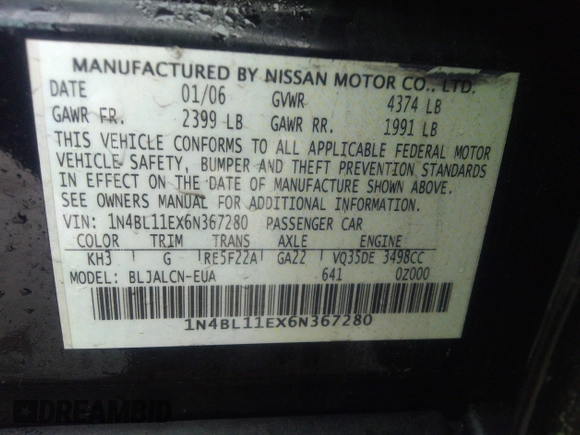 MANUFACTURED BY NISSAN MOTOR CO., LTD.
DATE 01/06 GVWR 4374 LB
GAWR FR. 2399 LB GAWR RR. 1991 LB
THIS VEHICLE CONFORMS TO ALL APPLICABLE FEDERAL MOTOR
VEHICLE SAFETY, BUMPER AND THEFT PREVENTION STANDARDS
IN EFFECT ON THE DATE OF MANUFACTURE SHOWN ABOVE.
SEE OWNERS MANUAL FOR ADDITIONAL INFORMATION.
VIN: 1N4BL11EX6N367280 PASSENGER CAR
COLOR TRIM TRANS AXLE ENGINE
KH3 G RE5F22A GA22 VQ35DE 3498CC
MODEL: BLJALCN-EUA 641 0Z000
1N4BL11EX6N367280
DREAMBID